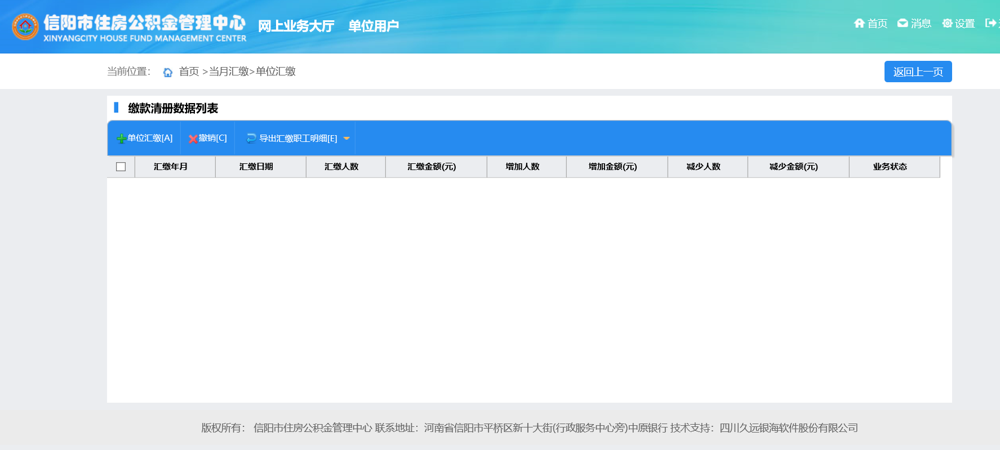 信阳市住房公积金管理中心 网上业务大厅 单位用户
XINYANGCITY HOUSE FUND MANAGEMENT CENTER
首页 消息 设置
当前位置： 首页 >当月汇缴>单位汇缴
返回上一页
缴款清册数据列表
单位汇缴[A] 撤销[C] 导出汇缴职工明细[E]
汇缴年月 汇缴日期 汇缴人数 汇缴金额(元) 增加人数 增加金额(元) 减少人数 减少金额(元) 业务状态
版权所有： 信阳市住房公积金管理中心 联系地址：河南省信阳市平桥区新十大街(行政服务中心旁)中原银行 技术支持：四川久远银海软件股份有限公司